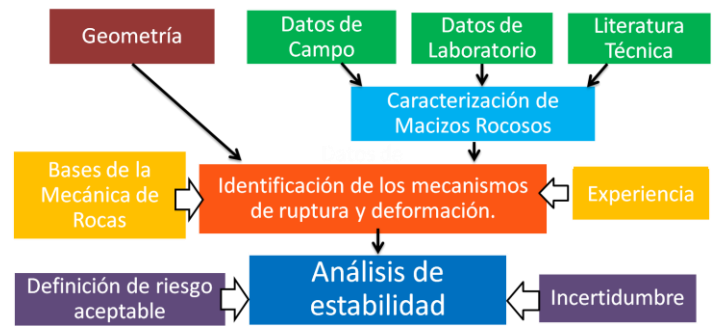 Geometría
Datos de
Campo
Datos de
Laboratorio
Literatura
Técnica
Caracterización de
Macizos Rocosos
Bases de la
Mecánica de
Rocas
Identificación de los mecanismos
de ruptura y deformación.
Experiencia
Definición de riesgo
aceptable
Análisis de
estabilidad
Incertidumbre